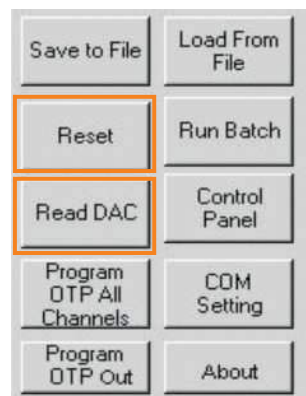 Save to File
Load From
File
Reset
Run Batch
Read DAC
Control
Panel
Program
OTP All
Channels
COM
Setting
Program
OTP Out
About